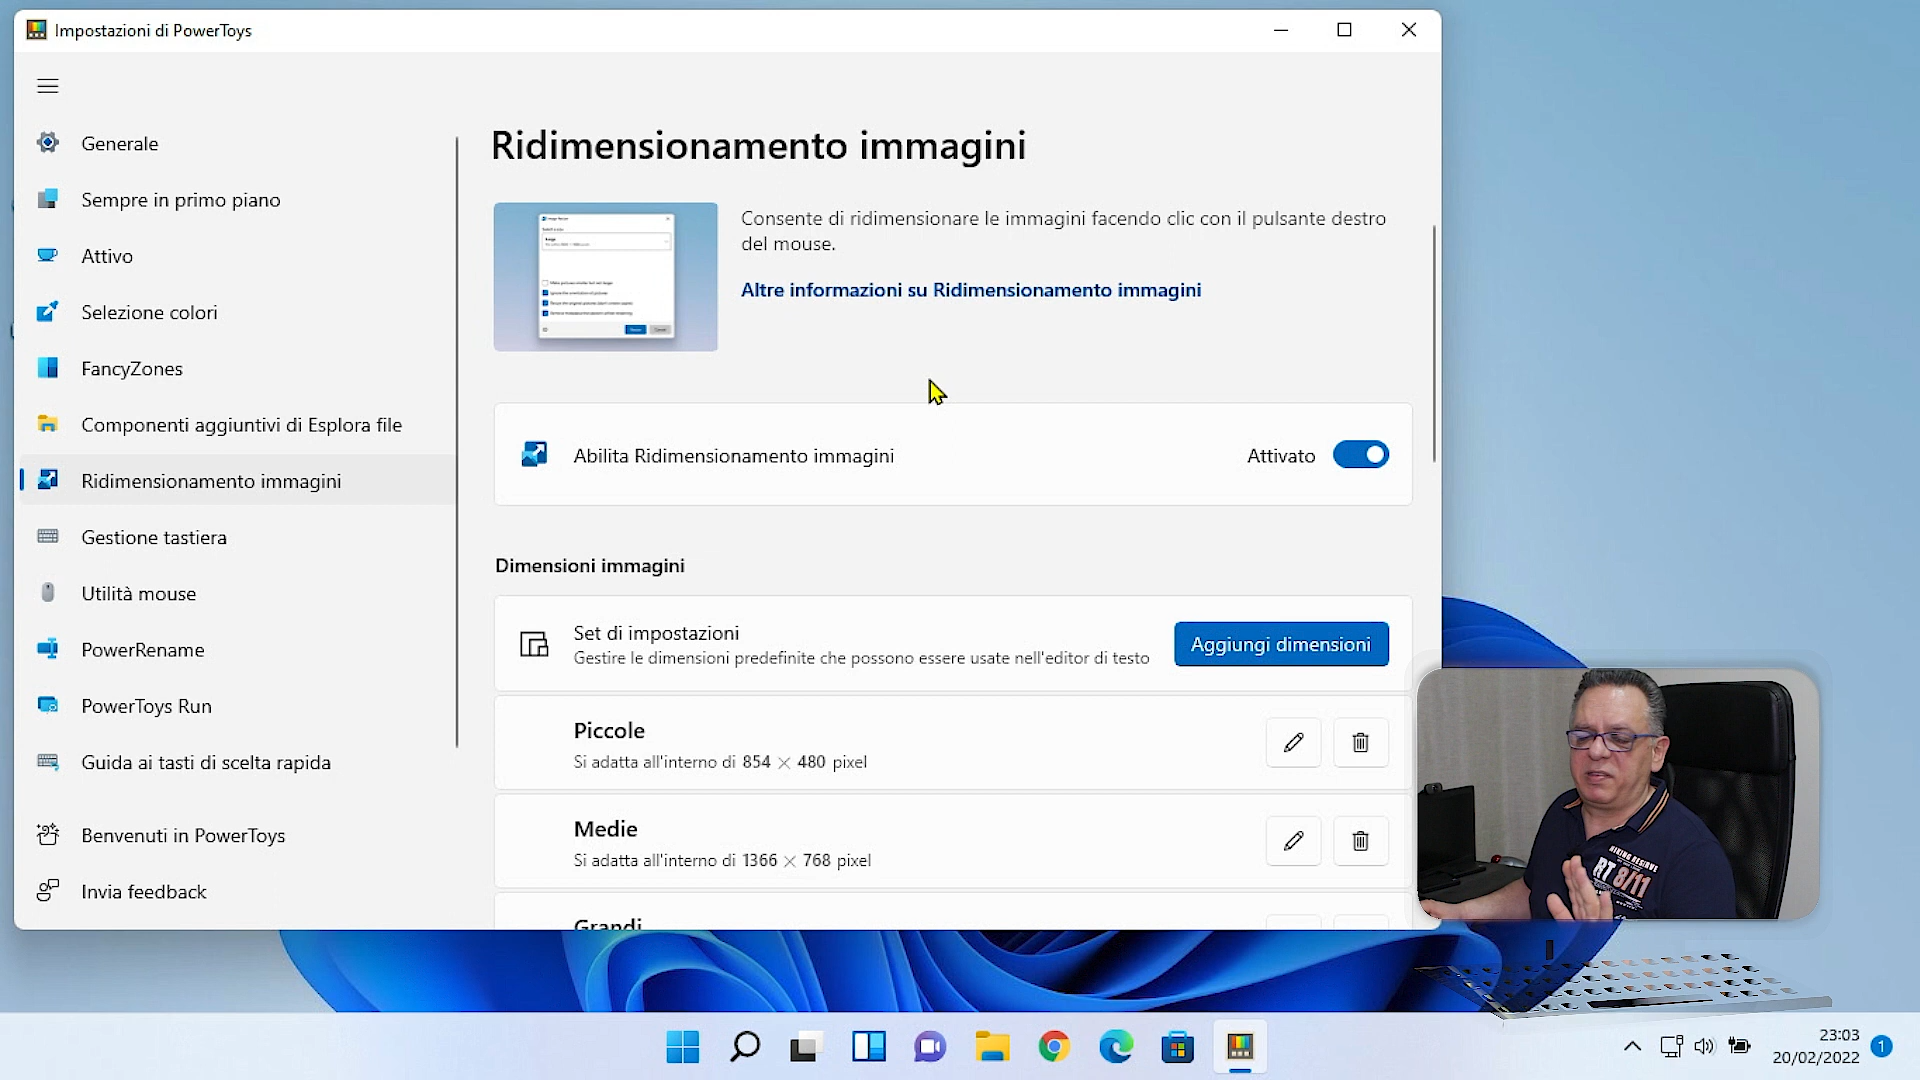 Impostazioni di PowerToys
Generale
Sempre in primo piano
Attivo
Selezione colori
FancyZones
Componenti aggiuntivi di Esplora file
Ridimensionamento immagini
Gestione tastiera
Utilità mouse
PowerRename
PowerToys Run
Guida ai tasti di scelta rapida
Benvenuti in PowerToys
Invia feedback
Ridimensionamento immagini
Consente di ridimensionare le immagini facendo clic con il pulsante destro
del mouse.
Altre informazioni su Ridimensionamento immagini
Abilita Ridimensionamento immagini
Attivato
Dimensioni immagini
Set di impostazioni
Gestire le dimensioni predefinite che possono essere usate nell'editor di testo
Aggiungi dimensioni
Piccole
Si adatta all'interno di 854 × 480 pixel
Medie
Si adatta all'interno di 1366 × 768 pixel
Grandi
RT 8/11
23:03
20/02/2022
1